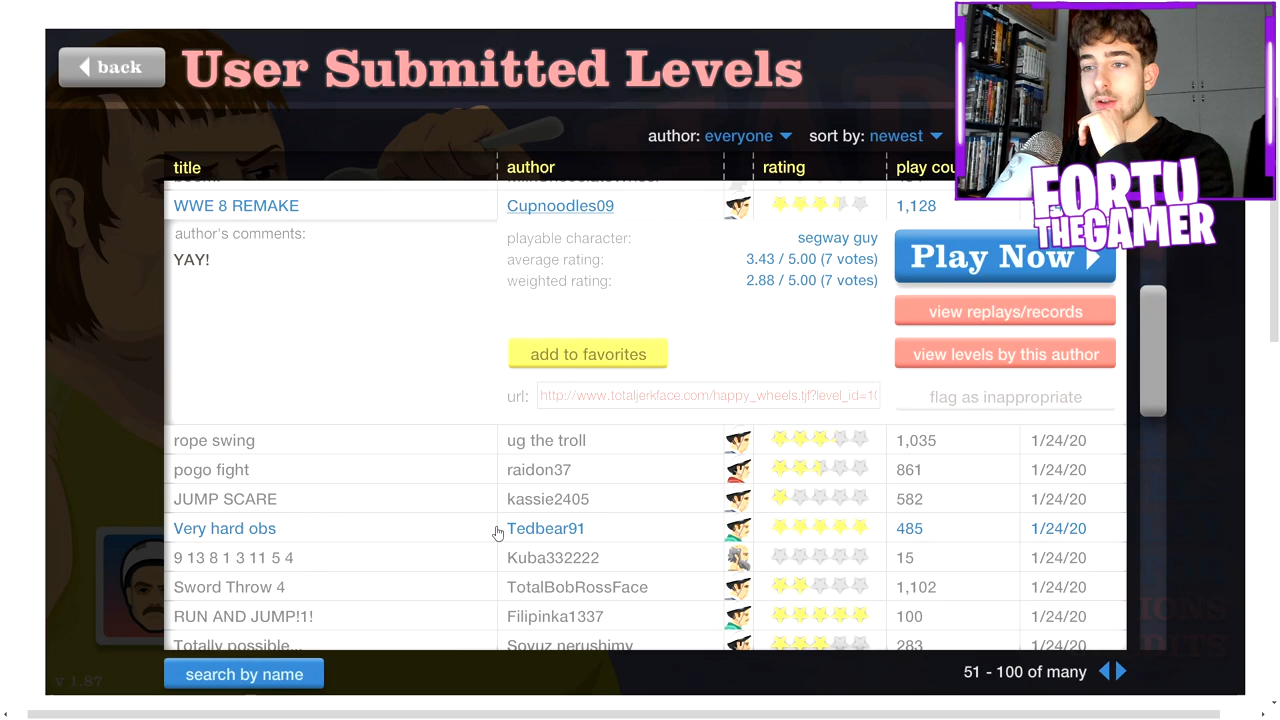 back User Submitted Levels
author: everyone sort by: newest
title author rating play cou
WWE 8 REMAKE Cupnoodles09 1,128
author's comments: playable character: segway guy
YAY! average rating: 3.43 / 5.00 (7 votes)
weighted rating: 2.88 / 5.00 (7 votes)
Play Now
view replays/records
add to favorites view levels by this author
url: http://www.totaljerkface.com/happy_wheels.tjf?level_id=10 flag as inappropriate
rope swing ug the troll 1,035 1/24/20
pogo fight raidon37 861 1/24/20
JUMP SCARE kassie2405 582 1/24/20
Very hard obs Tedbear91 485 1/24/20
9 13 8 1 3 11 5 4 Kuba332222 15 1/24/20
Sword Throw 4 TotalBobRossFace 1,102 1/24/20
RUN AND JUMP!1! Filipinka1337 100 1/24/20
Totally possible... Soyuz nerushimy 283 1/24/20
search by name 51 - 100 of many
v 1.87
FORTU
THEGAMER